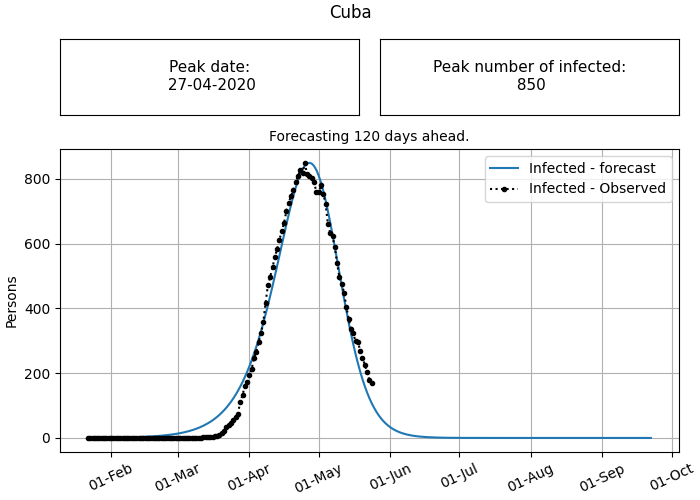 Cuba
Peak date:
27-04-2020
Peak number of infected:
850
Forecasting 120 days ahead.
Infected - forecast
Infected - Observed
Persons
800
600
400
200
0
01-Feb
01-Mar
01-Apr
01-May
01-Jun
01-Jul
01-Aug
01-Sep
01-Oct